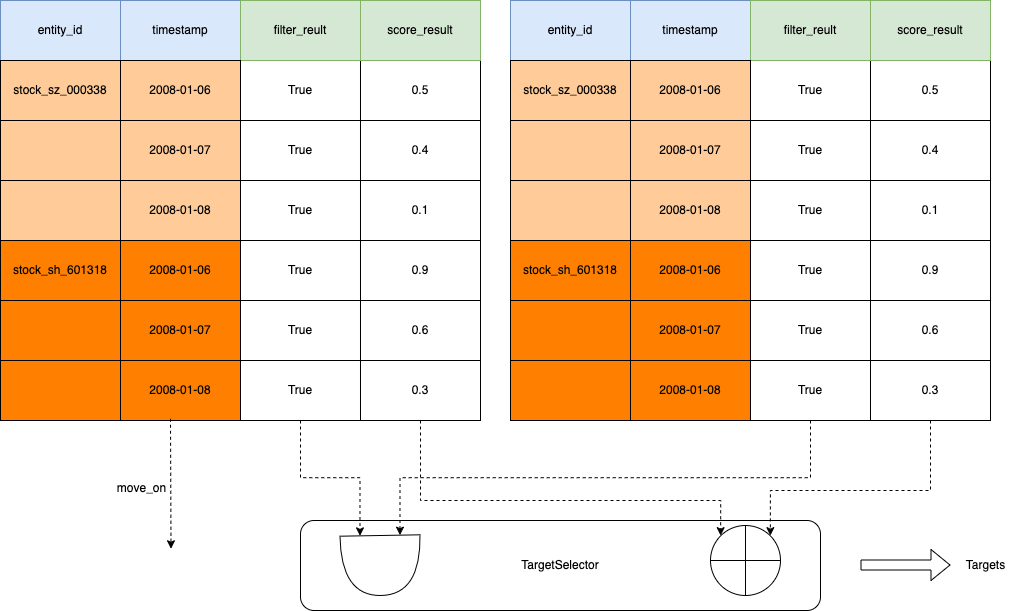 entity_id timestamp filter_reult score_result
stock_sz_000338 2008-01-06 True 0.5
2008-01-07 True 0.4
2008-01-08 True 0.1
stock_sh_601318 2008-01-06 True 0.9
2008-01-07 True 0.6
2008-01-08 True 0.3
entity_id timestamp filter_reult score_result
stock_sz_000338 2008-01-06 True 0.5
2008-01-07 True 0.4
2008-01-08 True 0.1
stock_sh_601318 2008-01-06 True 0.9
2008-01-07 True 0.6
2008-01-08 True 0.3
move_on
TargetSelector
Targets